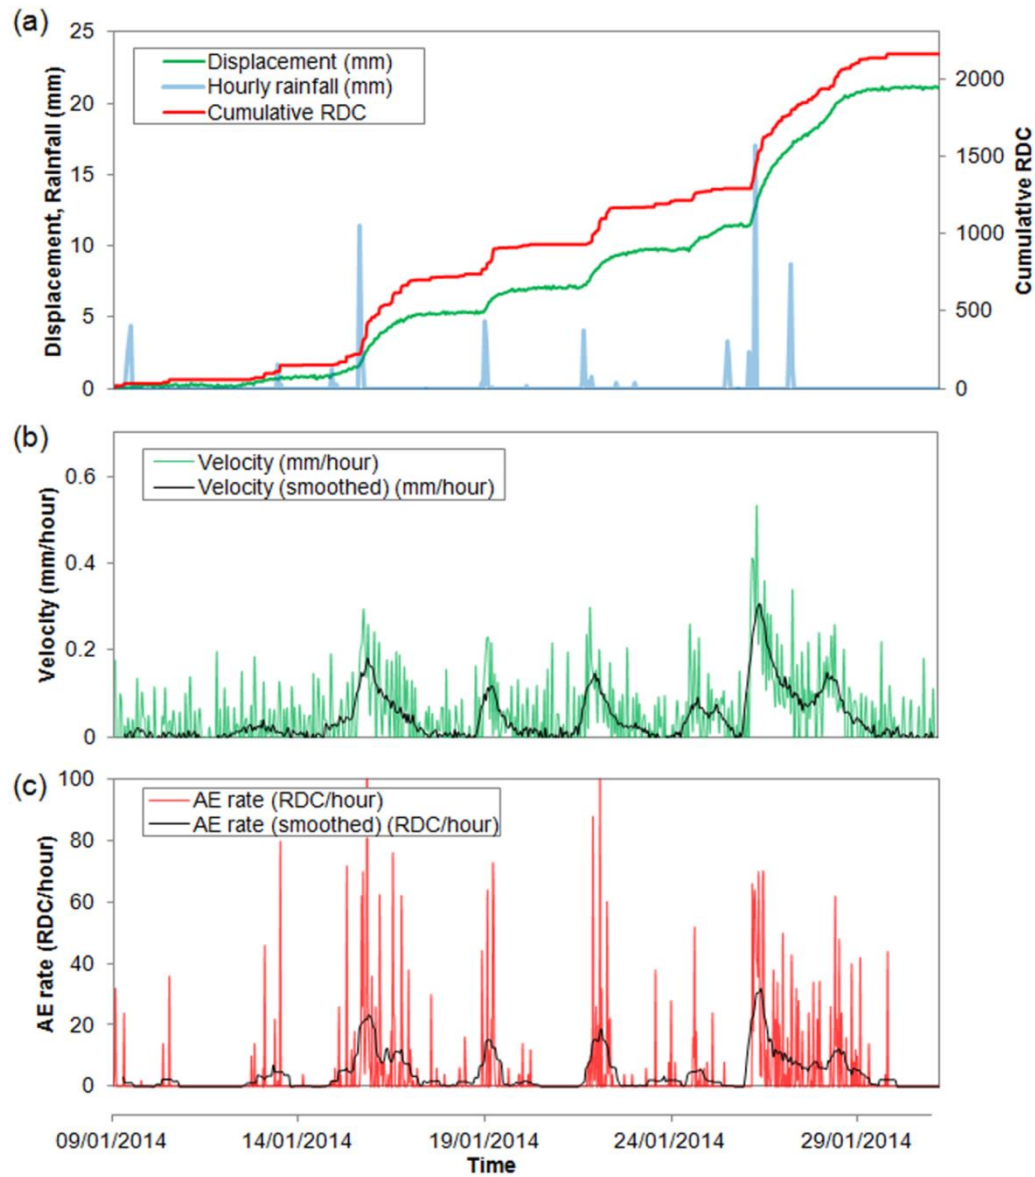 (a)
25
20
15
10
5
0
Displacement, Rainfall (mm)
Displacement (mm)
Hourly rainfall (mm)
Cumulative RDC
2000
1500
1000
500
0
Cumulative RDC
(b)
0.6
0.4
0.2
0
Velocity (mm/hour)
Velocity (mm/hour)
Velocity (smoothed) (mm/hour)
(c)
100
80
60
40
20
0
AE rate (RDC/hour)
AE rate (RDC/hour)
AE rate (smoothed) (RDC/hour)
09/01/2014 14/01/2014 19/01/2014 24/01/2014 29/01/2014
Time